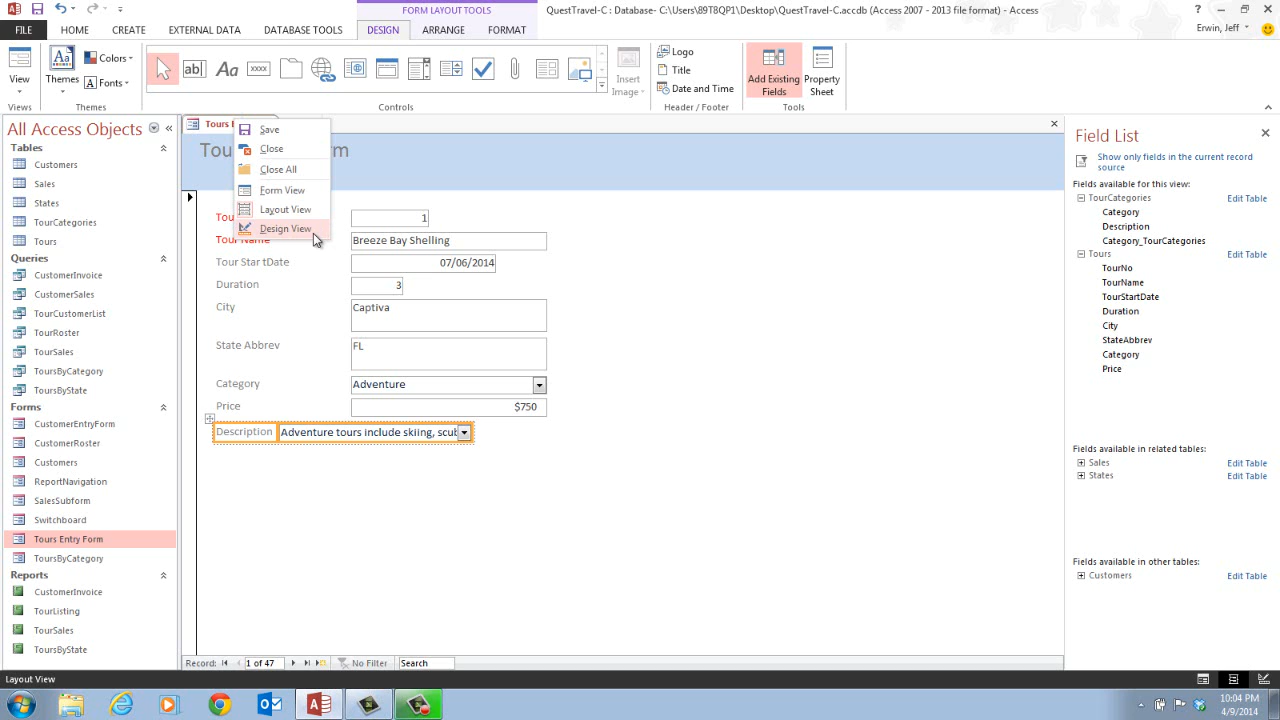 FORM LAYOUT TOOLS
QuestTravel-C : Database- C:\Users\89T8QP1\Desktop\QuestTravel-C.accdb (Access 2007 - 2013 file format) - Access
FILE HOME CREATE EXTERNAL DATA DATABASE TOOLS DESIGN ARRANGE FORMAT
Erwin, Jeff
View
Themes
Colors
Fonts
Aa
ab
Aa
xxxx
Insert
Image
Logo
Title
Date and Time
Add Existing
Fields
Property
Sheet
Views
Themes
Controls
Header / Footer
Tools
All Access Objects
Tables
Customers
Sales
States
TourCategories
Tours
Queries
CustomerInvoice
CustomerSales
TourCustomerList
TourRoster
TourSales
ToursByCategory
ToursByState
Forms
CustomerEntryForm
CustomerRoster
Customers
ReportNavigation
SalesSubform
Switchboard
Tours Entry Form
ToursByCategory
Reports
CustomerInvoice
TourListing
TourSales
ToursByState
Save
Close
Close All
Form View
Layout View
Design View
1
Tour Name Breeze Bay Shelling
Tour Star tDate 07/06/2014
Duration 3
City Captiva
State Abbrev FL
Category Adventure
Price $750
Description Adventure tours include skiing, scub
Record: 1 of 47 No Filter Search
Field List
Show only fields in the current record
source
Fields available for this view:
TourCategories Edit Table
Category
Description
Category_TourCategories
Tours Edit Table
TourNo
TourName
TourStartDate
Duration
City
StateAbbrev
Category
Price
Fields available in related tables:
Sales Edit Table
States Edit Table
Fields available in other tables:
Customers Edit Table
Layout View
10:04 PM
4/9/2014